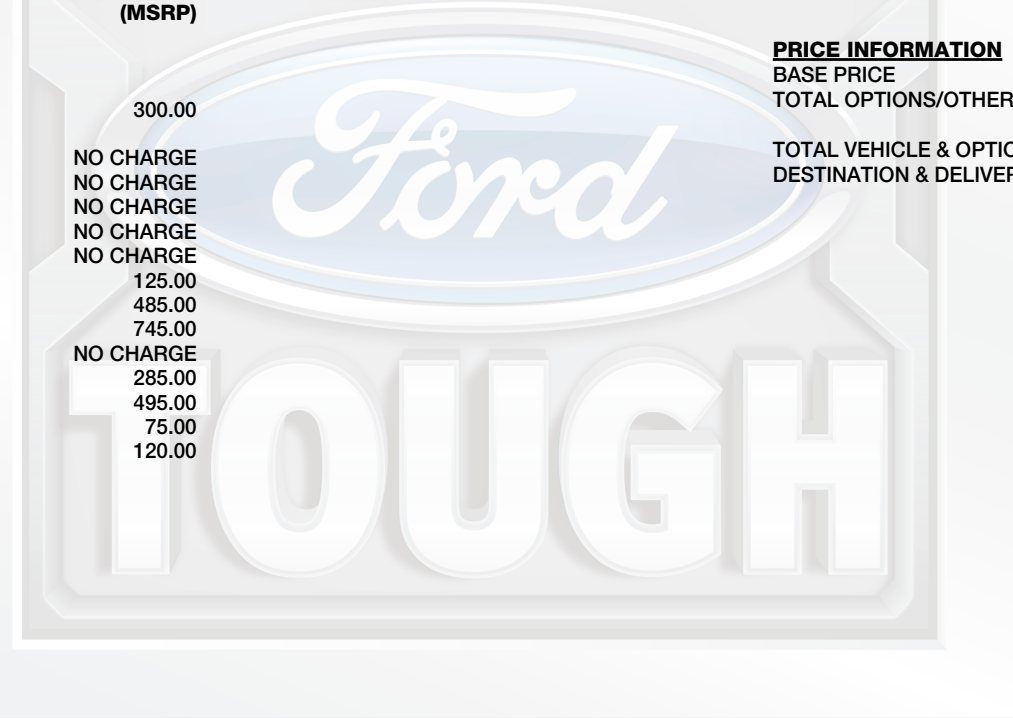 (MSRP)
300.00
NO CHARGE
NO CHARGE
NO CHARGE
NO CHARGE
NO CHARGE
125.00
485.00
745.00
NO CHARGE
285.00
495.00
75.00
120.00
PRICE INFORMATION
BASE PRICE
TOTAL OPTIONS/OTHER
TOTAL VEHICLE &
DESTINATION &
Ford
TOUGH